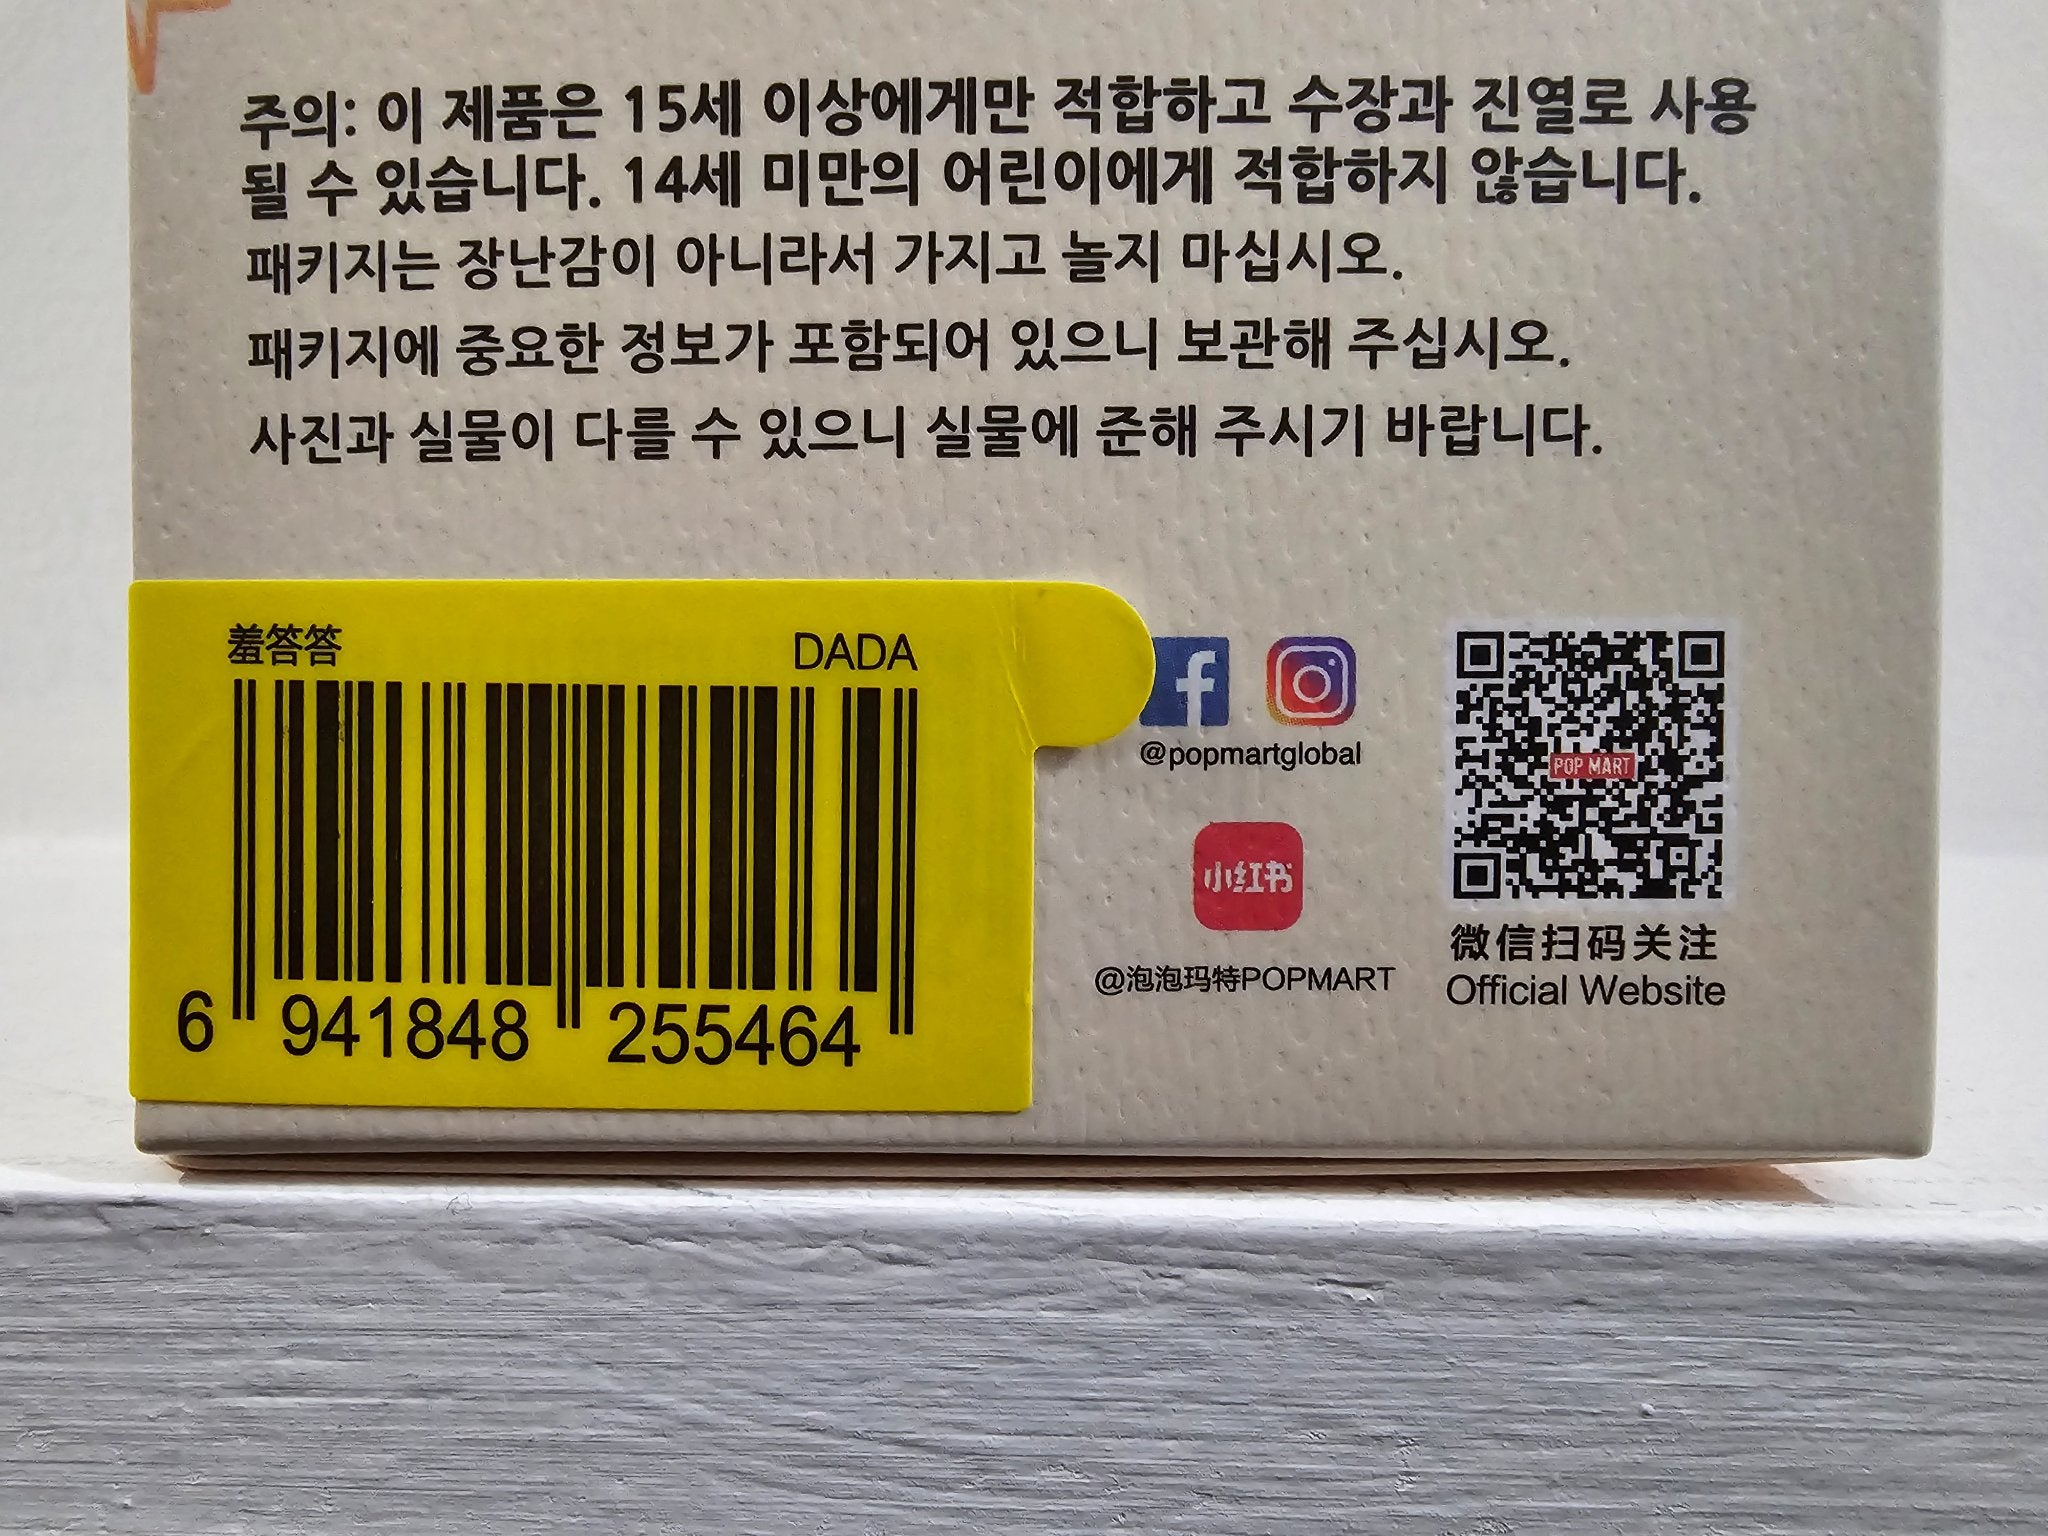 주의: 이 제품은 15세 이상에게만 적합하고 수장과 진열로 사용
될 수 있습니다. 14세 미만의 어린이에게 적합하지 않습니다.
패키지는 장난감이 아니라서 가지고 놀지 마십시오.
패키지에 중요한 정보가 포함되어 있으니 보관해 주십시오.
사진과 실물이 다를 수 있으니 실물에 준해 주시기 바랍니다.
羞答答 DADA
6 941848 255464
f
@popmartglobal
小红书
@泡泡玛特POPMART
POP MART
微信扫码关注
Official Website